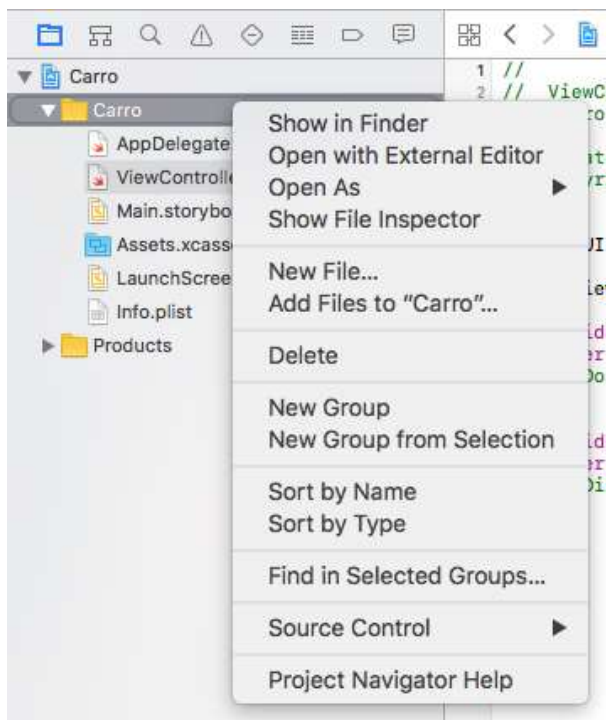 Carro
Carro
AppDelegate
ViewControlle
Main.storybo
Assets.xcass
LaunchScree
Info.plist
Products
Show in Finder
Open with External Editor
Open As
Show File Inspector
New File...
Add Files to “Carro”...
Delete
New Group
New Group from Selection
Sort by Name
Sort by Type
Find in Selected Groups...
Source Control
Project Navigator Help
1 //
2 // ViewC